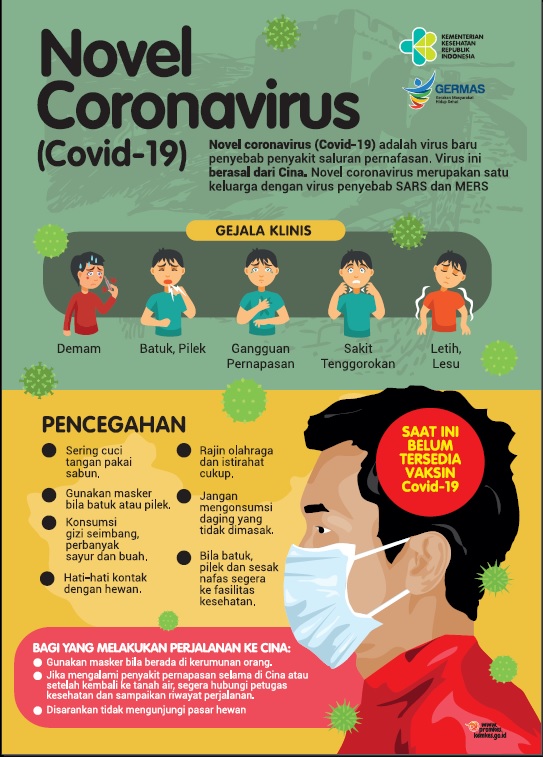 Novel
Coronavirus
(Covid-19)
KEMENTERIAN
KESEHATAN
REPUBLIK
INDONESIA
GERMAS
Gerakan Masyarakat
Hidup Sehat
Novel coronavirus (Covid-19) adalah virus baru
penyebab penyakit saluran pernafasan. Virus ini
berasal dari Cina. Novel coronavirus merupakan satu
keluarga dengan virus penyebab SARS dan MERS
GEJALA KLINIS
Demam
Batuk, Pilek
Gangguan
Pernapasan
Sakit
Tenggorokan
Letih,
Lesu
PENCEGAHAN
Sering cuci
tangan pakai
sabun.
Gunakan masker
bila batuk atau pilek.
Konsumsi
gizi seimbang,
perbanyak
sayur dan buah.
Hati-hati kontak
dengan hewan.
Rajin olahraga
dan istirahat
cukup.
Jangan
mengonsumsi
daging yang
tidak dimasak.
Bila batuk,
pilek dan sesak
nafas segera
ke fasilitas
kesehatan.
SAAT INI
BELUM
TERSEDIA
VAKSIN
Covid-19
BAGI YANG MELAKUKAN PERJALANAN KE CINA:
Gunakan masker bila berada di kerumunan orang.
Jika mengalami penyakit pernapasan selama di Cina atau
setelah kembali ke tanah air, segera hubungi petugas
kesehatan dan sampaikan riwayat perjalanan.
Disarankan tidak mengunjungi pasar hewan
www.
promkes.
kemkes.go.id